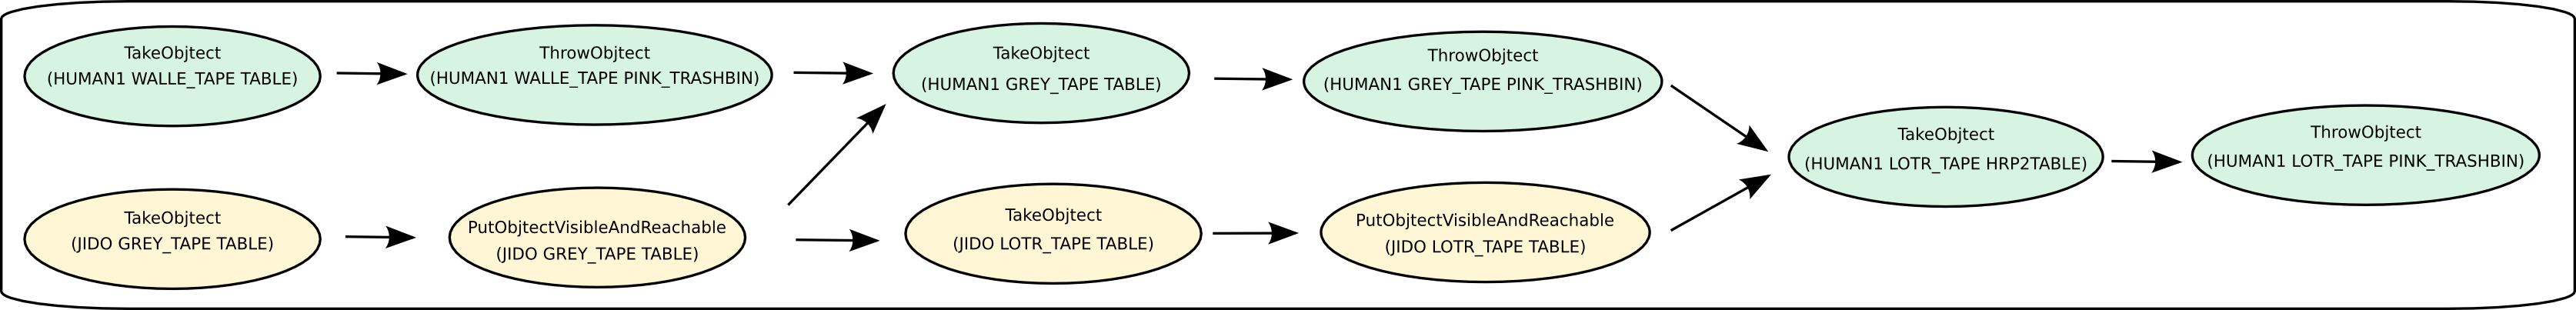 TakeObjtect
(HUMAN1 WALLE_TAPE TABLE)
ThrowObjtect
(HUMAN1 WALLE_TAPE PINK_TRASHBIN)
TakeObjtect
(HUMAN1 GREY_TAPE TABLE)
ThrowObjtect
(HUMAN1 GREY_TAPE PINK_TRASHBIN)
TakeObjtect
(HUMAN1 LOTR_TAPE HRP2TABLE)
ThrowObjtect
(HUMAN1 LOTR_TAPE PINK_TRASHBIN)
TakeObjtect
(JIDO GREY_TAPE TABLE)
PutObjtectVisibleAndReachable
(JIDO GREY_TAPE TABLE)
TakeObjtect
(JIDO LOTR_TAPE TABLE)
PutObjtectVisibleAndReachable
(JIDO LOTR_TAPE TABLE)